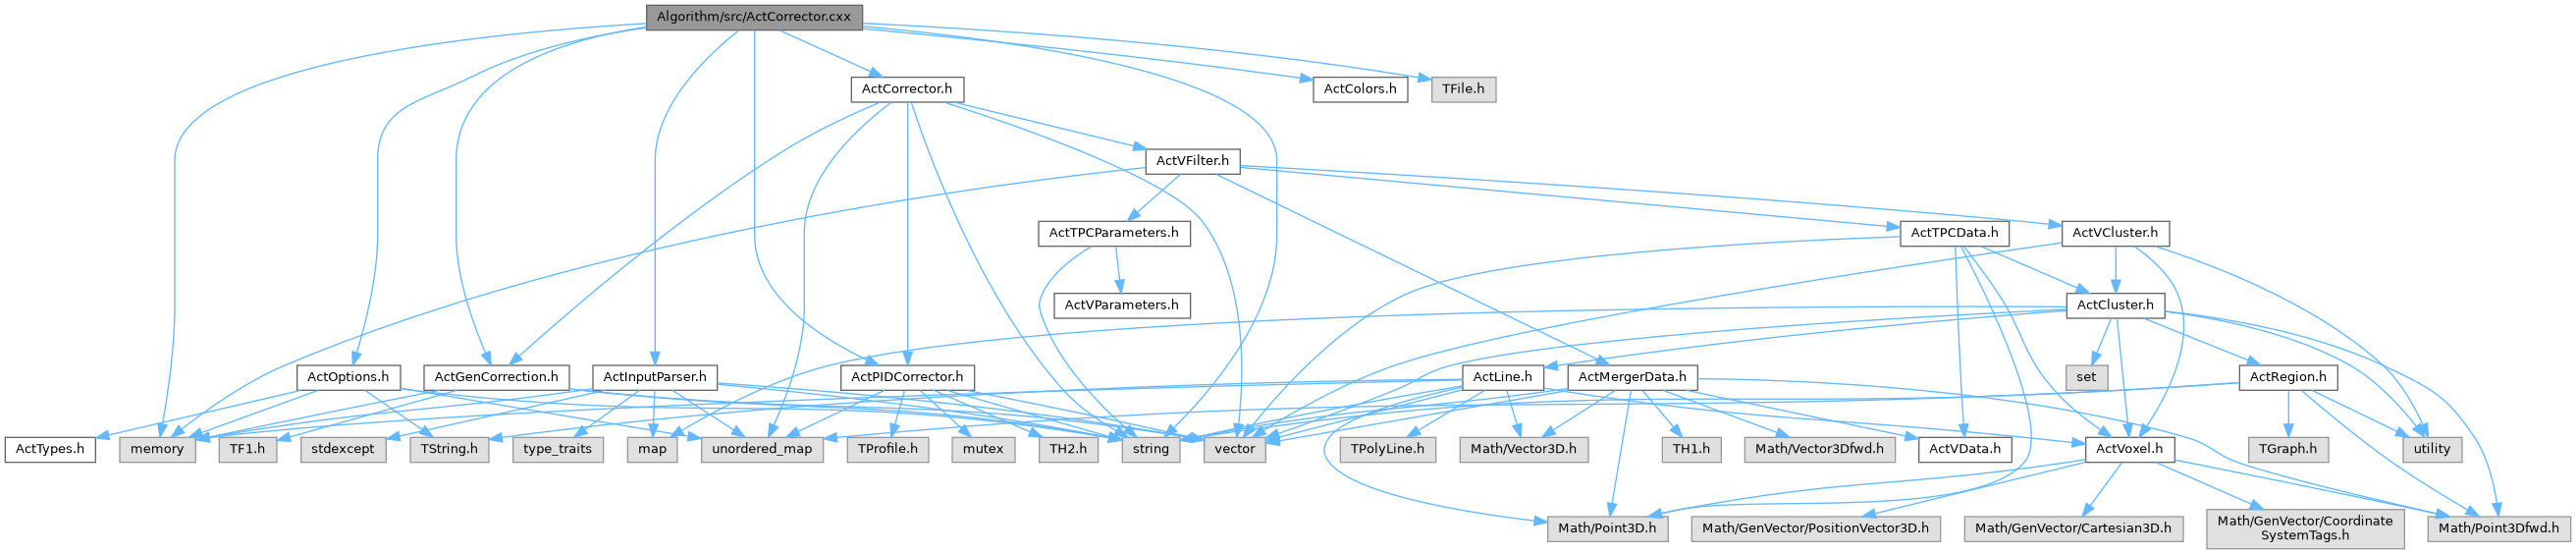 Algorithm/src/ActCorrector.cxx
ActCorrector.h
ActColors.h
TFile.h
ActVFilter.h
ActTPCParameters.h
ActTPCData.h
ActVCluster.h
ActVParameters.h
ActCluster.h
ActOptions.h
ActGenCorrection.h
ActInputParser.h
ActPIDCorrector.h
ActLine.h
ActMergerData.h
set
ActRegion.h
ActTypes.h
memory
TF1.h
stdexcept
TString.h
type_traits
map
unordered_map
TProfile.h
mutex
TH2.h
string
vector
TPolyLine.h
Math/Vector3D.h
TH1.h
Math/Vector3Dfwd.h
ActVData.h
ActVoxel.h
TGraph.h
utility
Math/Point3D.h
Math/GenVector/PositionVector3D.h
Math/GenVector/Cartesian3D.h
Math/GenVector/Coordinate
SystemTags.h
Math/Point3Dfwd.h